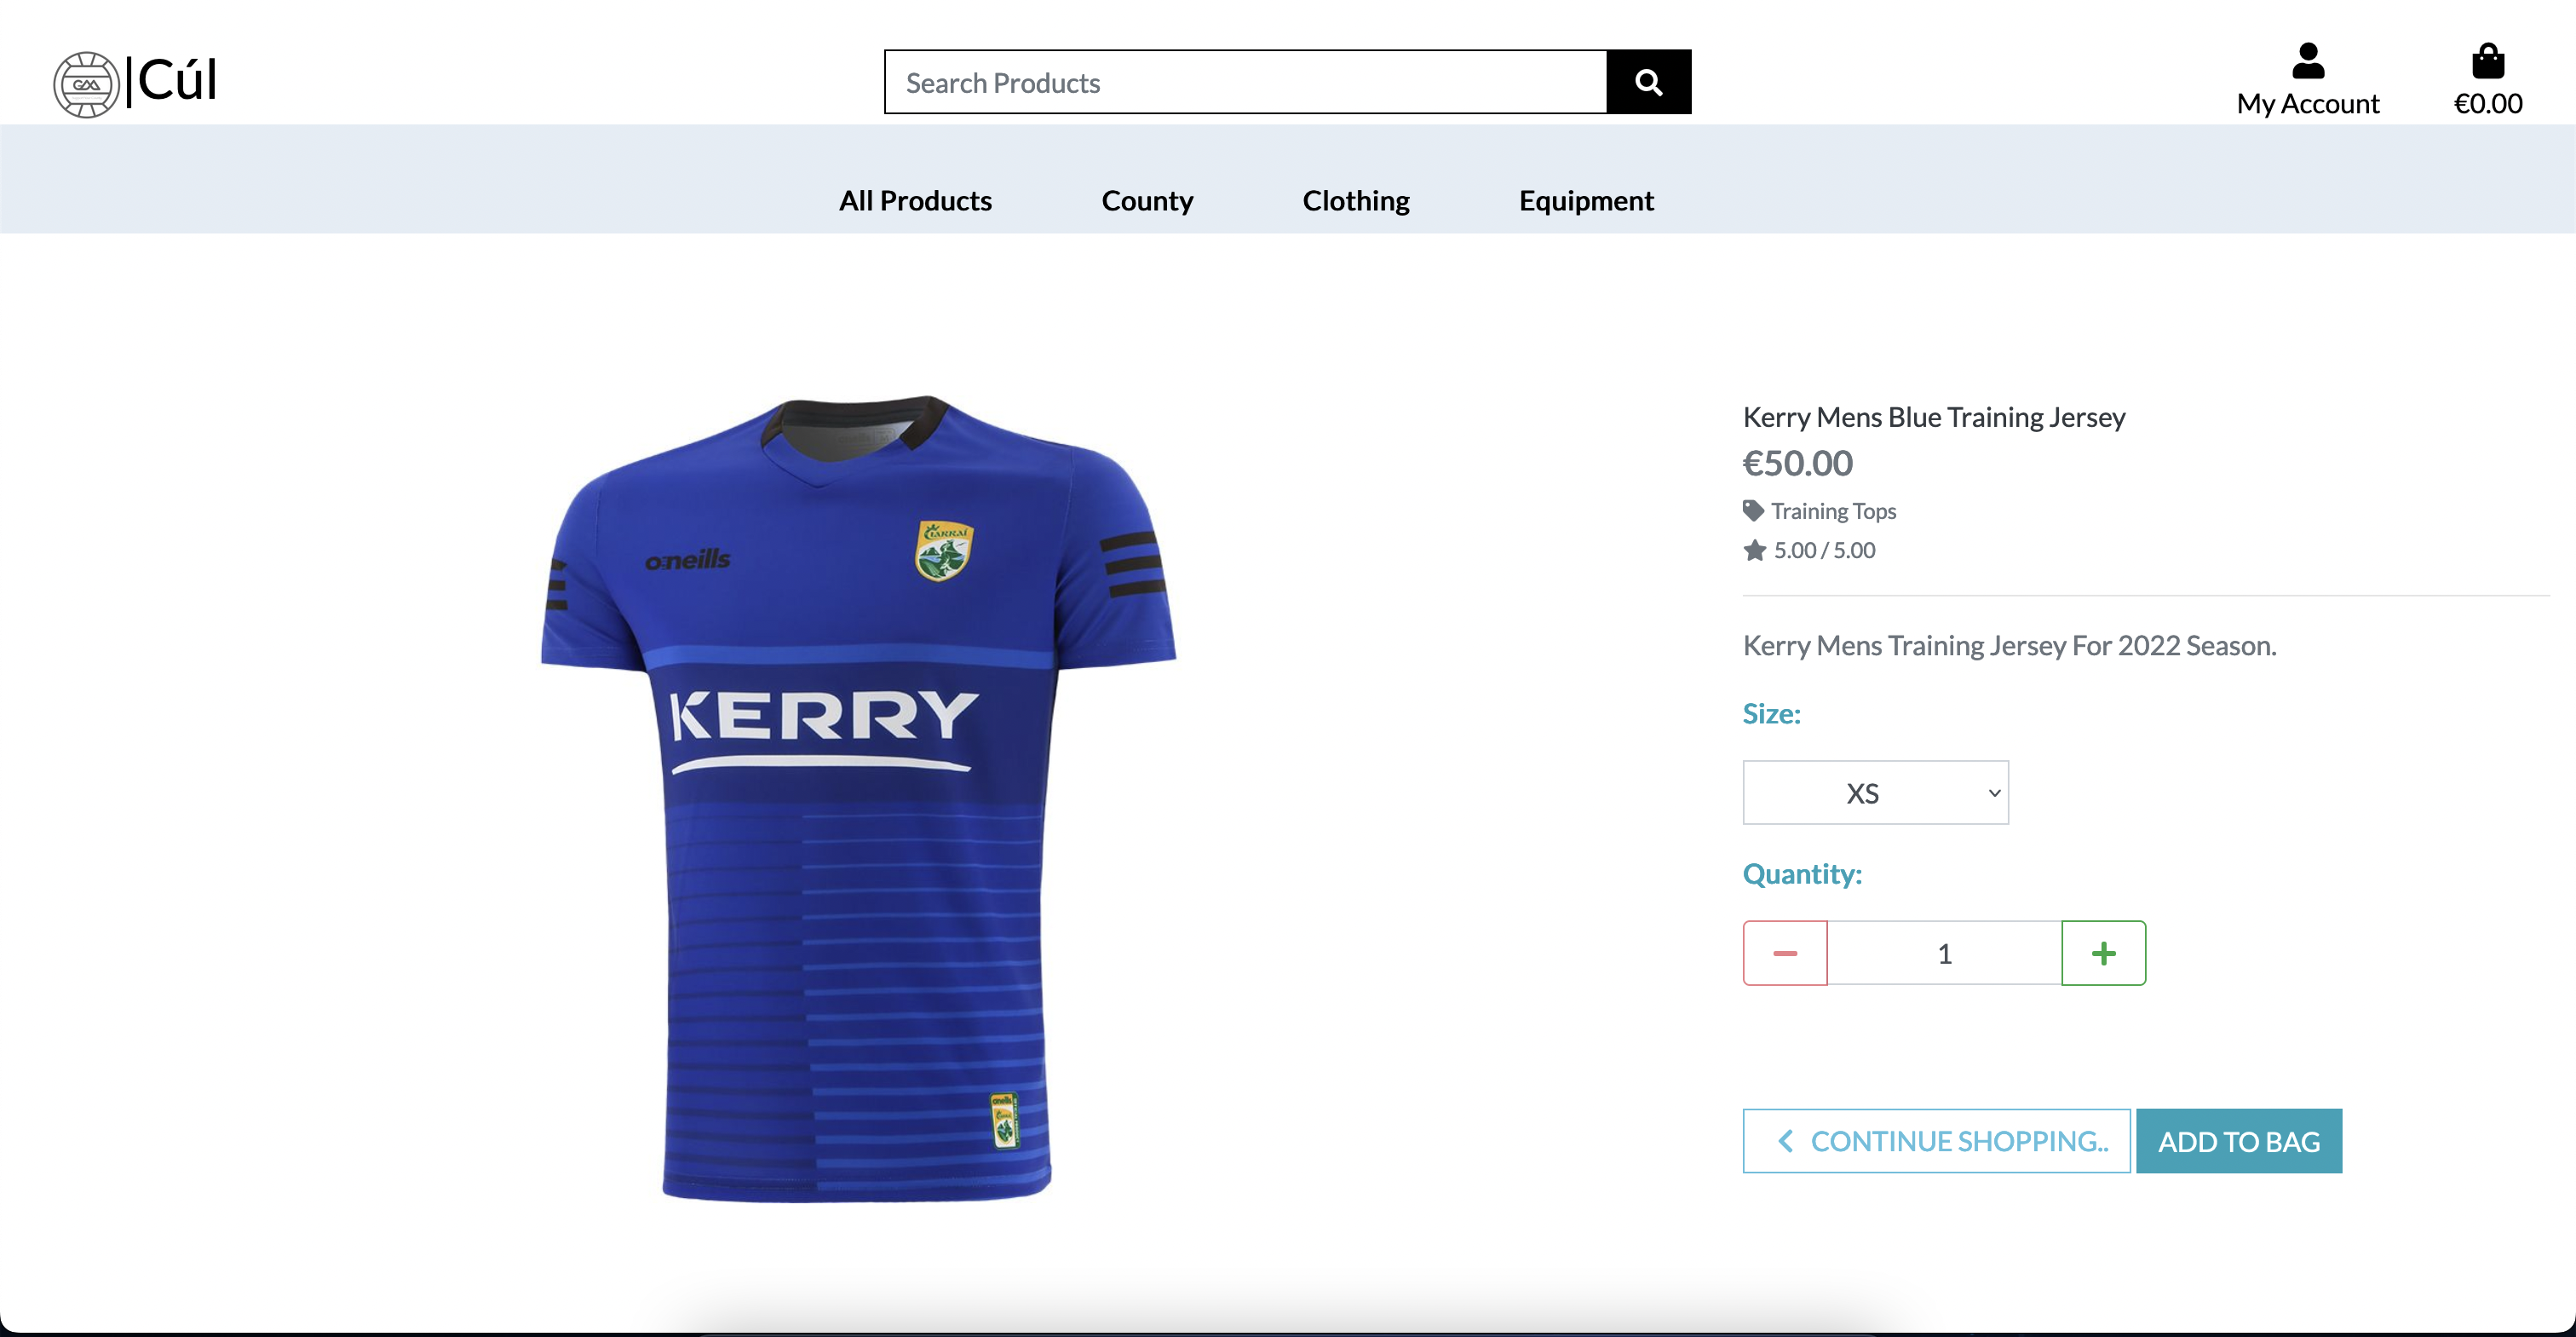 GAA
|Cúl
Search Products
My Account
€0.00
All Products
County
Clothing
Equipment
o'neills
CIARRAÍ
KERRY
Kerry Mens Blue Training Jersey
€50.00
Training Tops
5.00 / 5.00
Kerry Mens Training Jersey For 2022 Season.
Size:
XS
Quantity:
1
CONTINUE SHOPPING..
ADD TO BAG